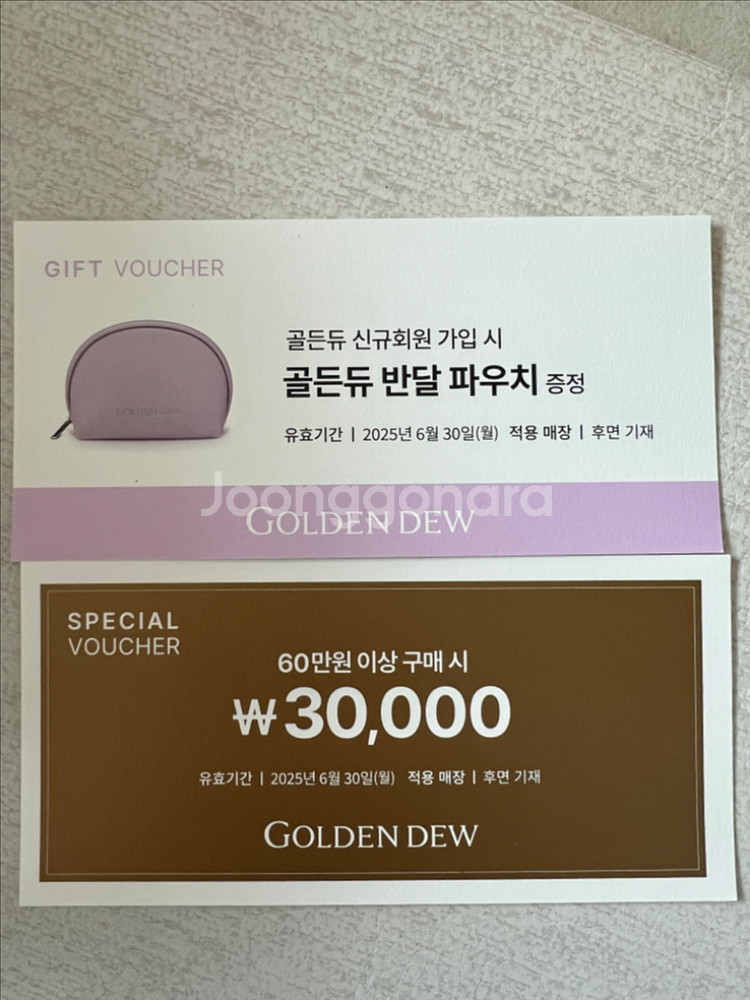 GIFT VOUCHER
골든듀 신규회원 가입 시
골든듀 반달 파우치 증정
GOLDEN DEW
유효기간 | 2025년 6월 30일(월) 적용 매장 | 후면 기재
Joonggonara
GOLDEN DEW
SPECIAL
VOUCHER
60만원 이상 구매 시
₩30,000
유효기간 | 2025년 6월 30일(월) 적용 매장 | 후면 기재
GOLDEN DEW